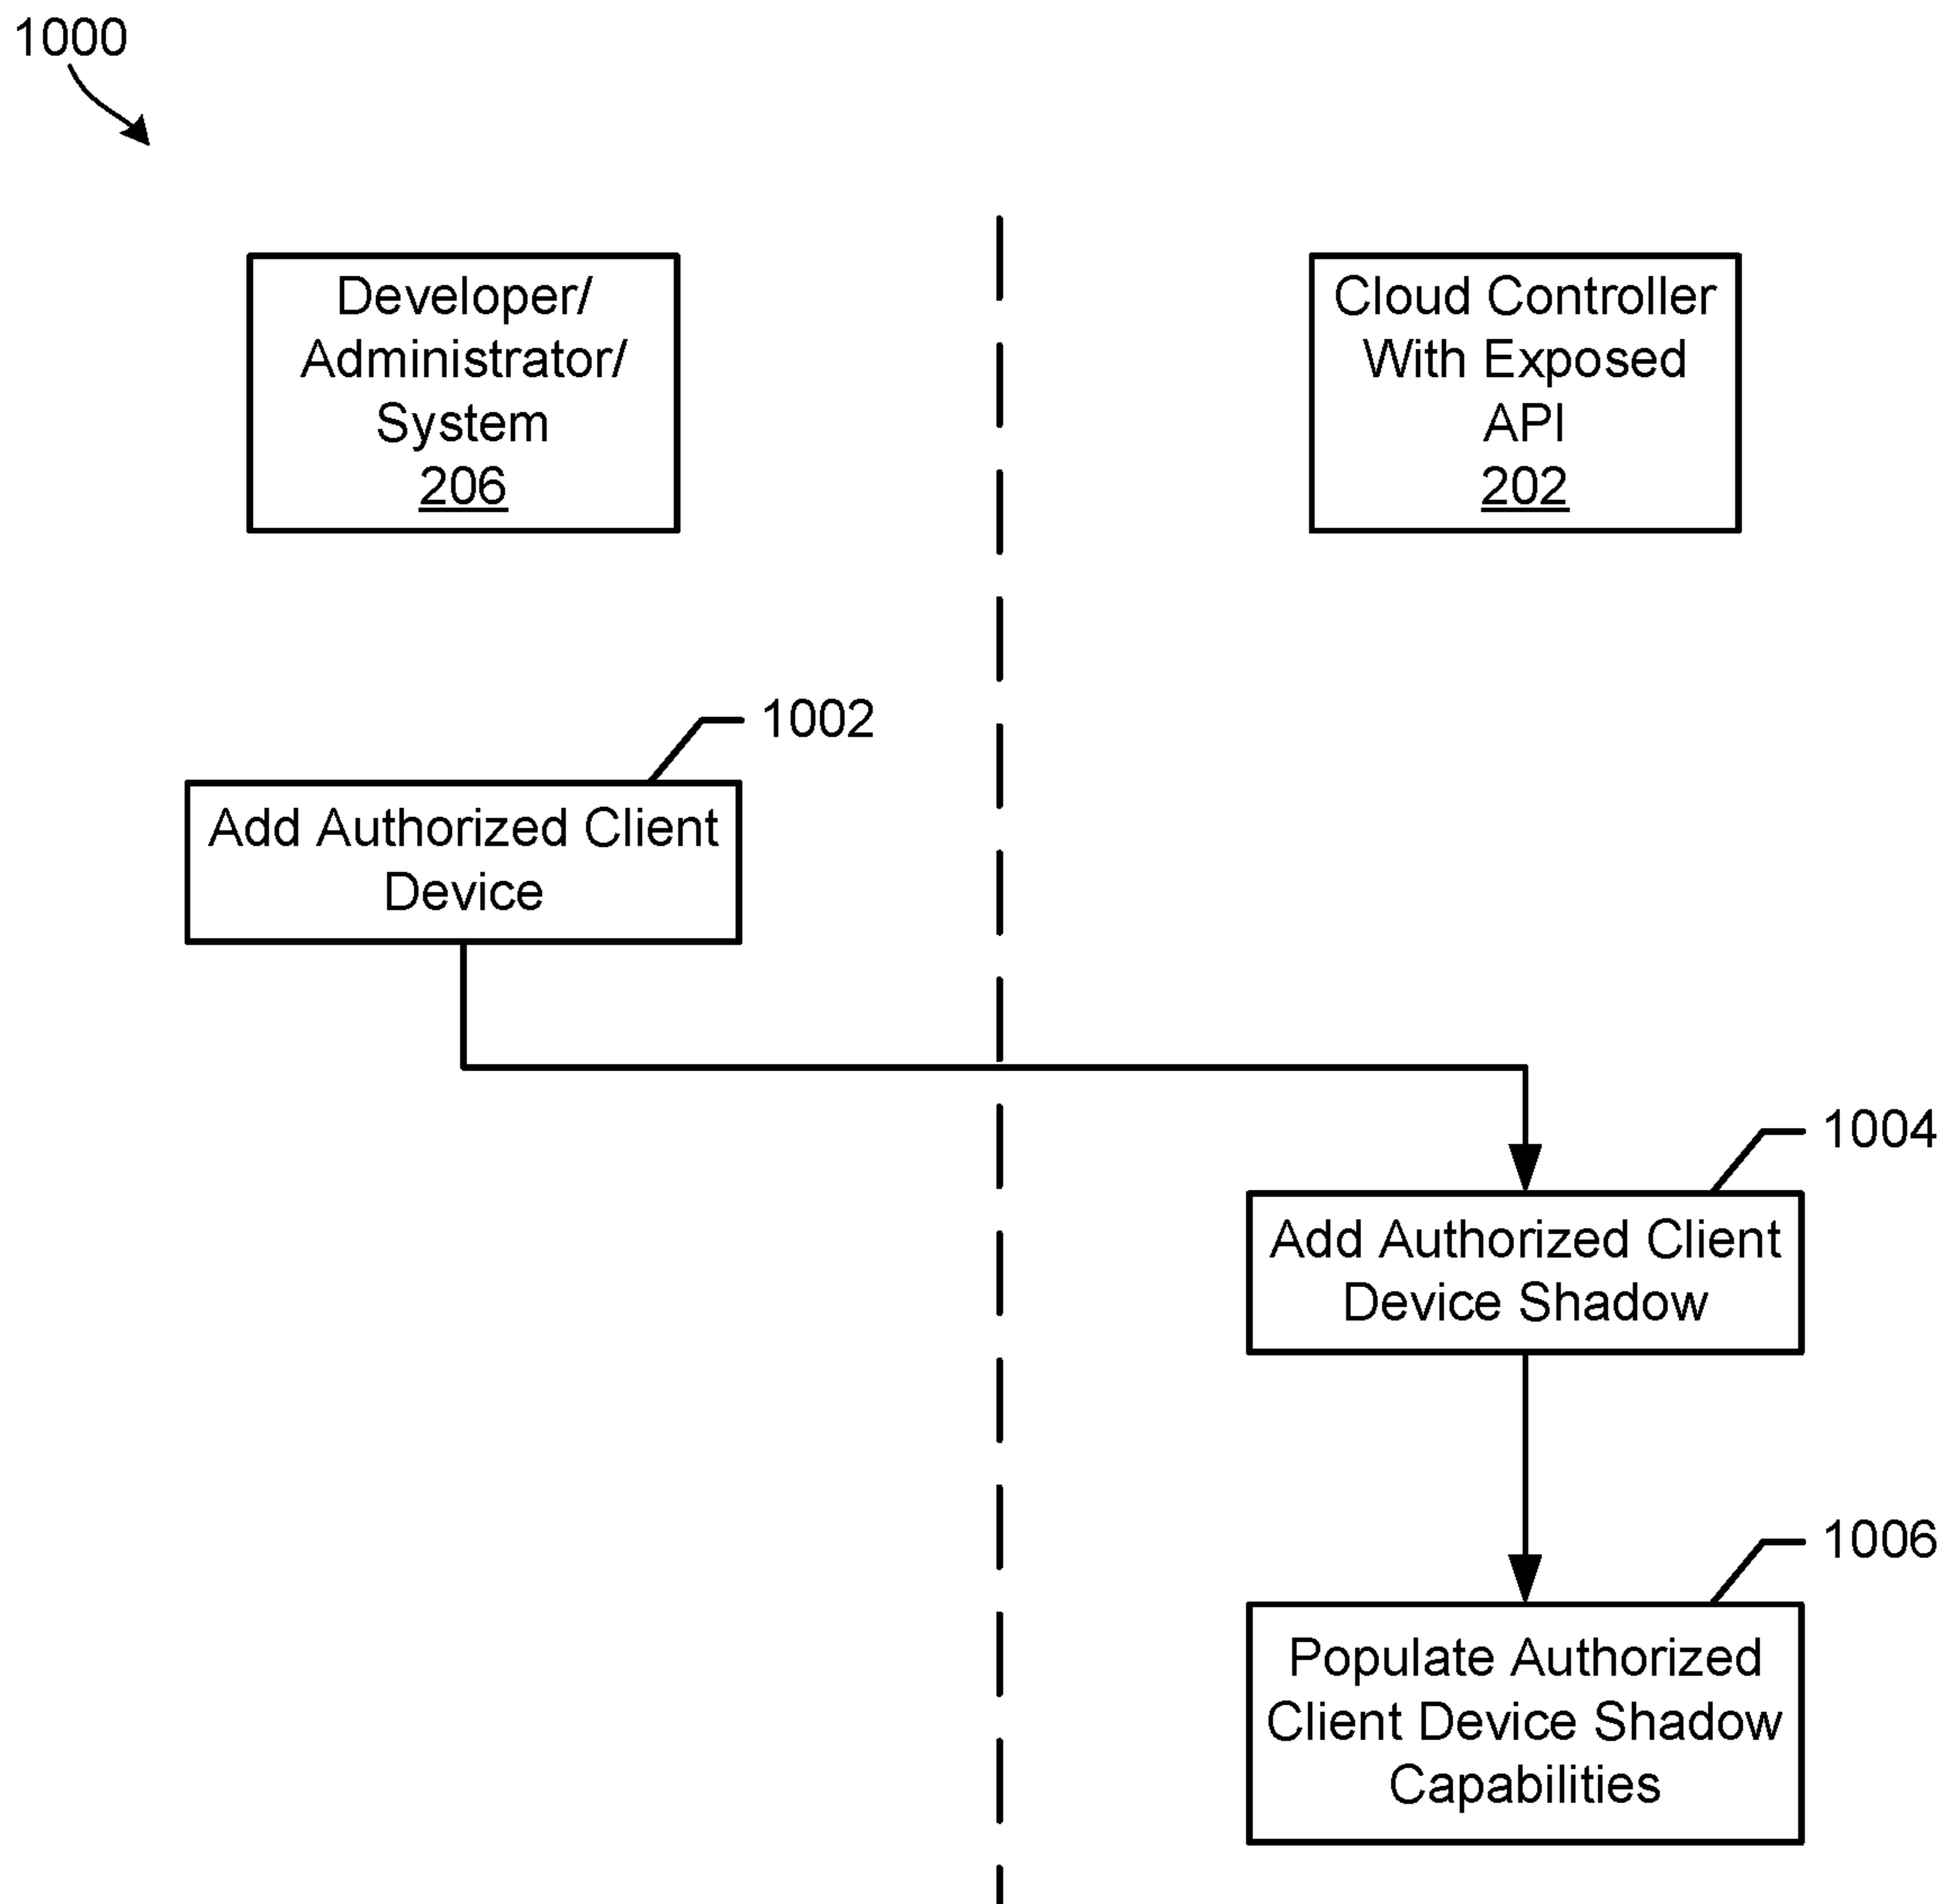 1000
Developer/
Administrator/
System
206
Cloud Controller
With Exposed
API
202
1002
Add Authorized Client
Device
1004
Add Authorized Client
Device Shadow
1006
Populate Authorized
Client Device Shadow
Capabilities